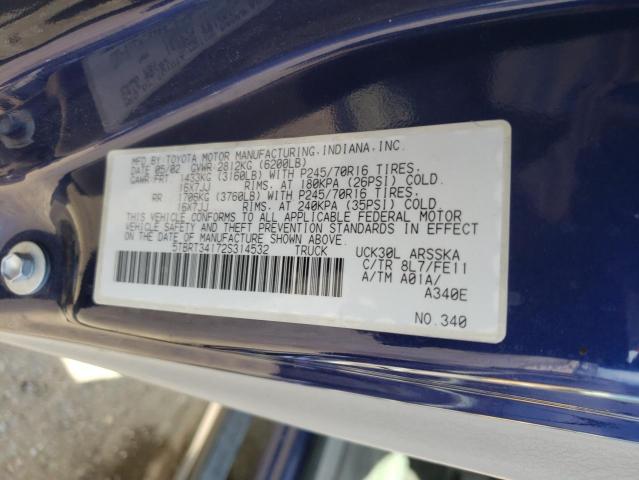 MFD. BY TOYOTA MOTOR MANUFACTURING, INDIANA, INC.
DATE 05/02 GVWR 2812KG (6200LB)
GAWR FRT 1433KG (3160LB) WITH P245/70R16 TIRES,
16X7JJ RIMS, AT 180KPA (26PSI) COLD.
RR 1706KG (3760LB) WITH P245/70R16 TIRES,
16X7JJ RIMS, AT 240KPA (35PSI) COLD.
THIS VEHICLE CONFORMS TO ALL APPLICABLE FEDERAL MOTOR
VEHICLE SAFETY AND THEFT PREVENTION STANDARDS IN EFFECT
ON THE DATE OF MANUFACTURE SHOWN ABOVE.
5TBRT34172S314532 TRUCK
UCK30L ARSSKA
C/TR 8L7/FE11
A/TM A01A/
A340E
NO.340